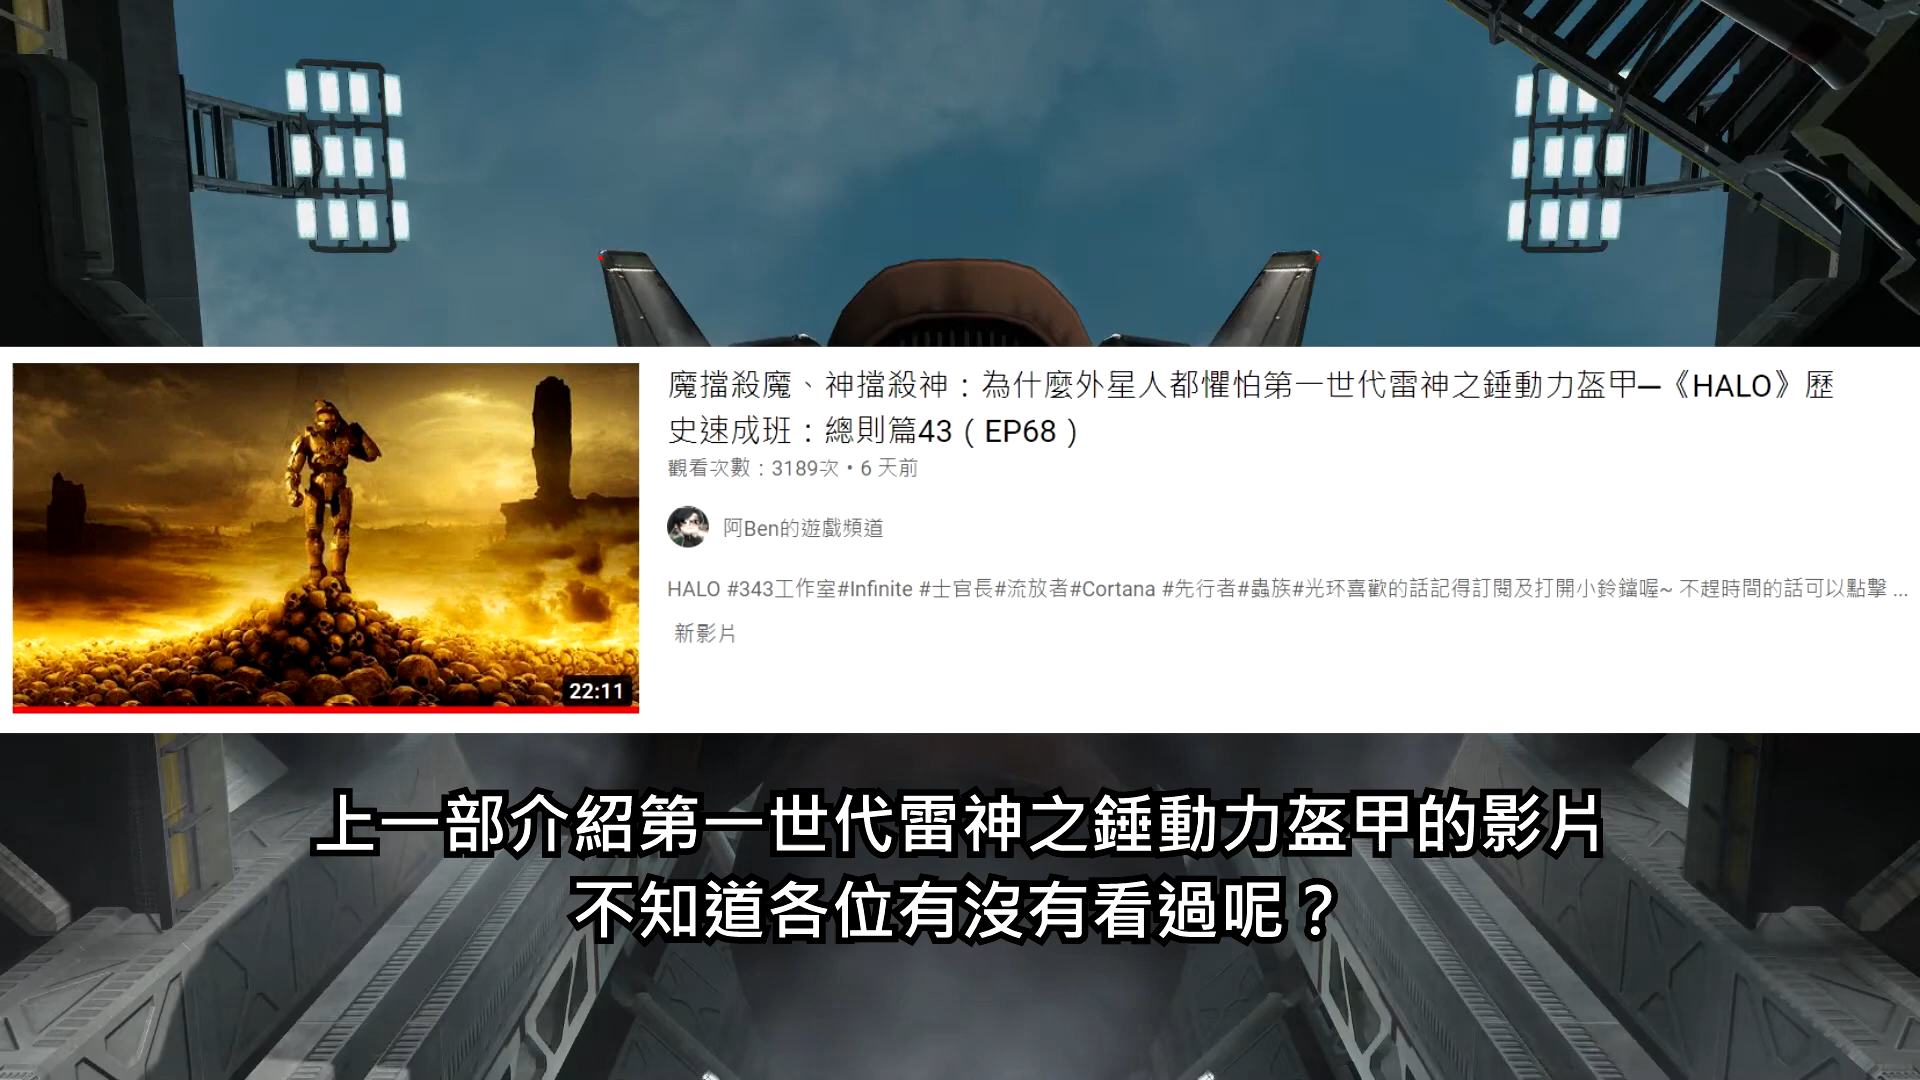 魔擋殺魔、神擋殺神：為什麼外星人都懼怕第一世代雷神之錘動力盔甲—《HALO》歷
史速成班：總則篇43（EP68）
觀看次數：3189次 • 6 天前
阿Ben的遊戲頻道
HALO #343工作室#Infinite #士官長#流放者#Cortana #先行者#蟲族#光环喜歡的話記得訂閱及打開小鈴鐺喔~ 不趕時間的話可以點擊 ...
新影片
22:11
上一部介紹第一世代雷神之錘動力盔甲的影片
不知道各位有沒有看過呢？